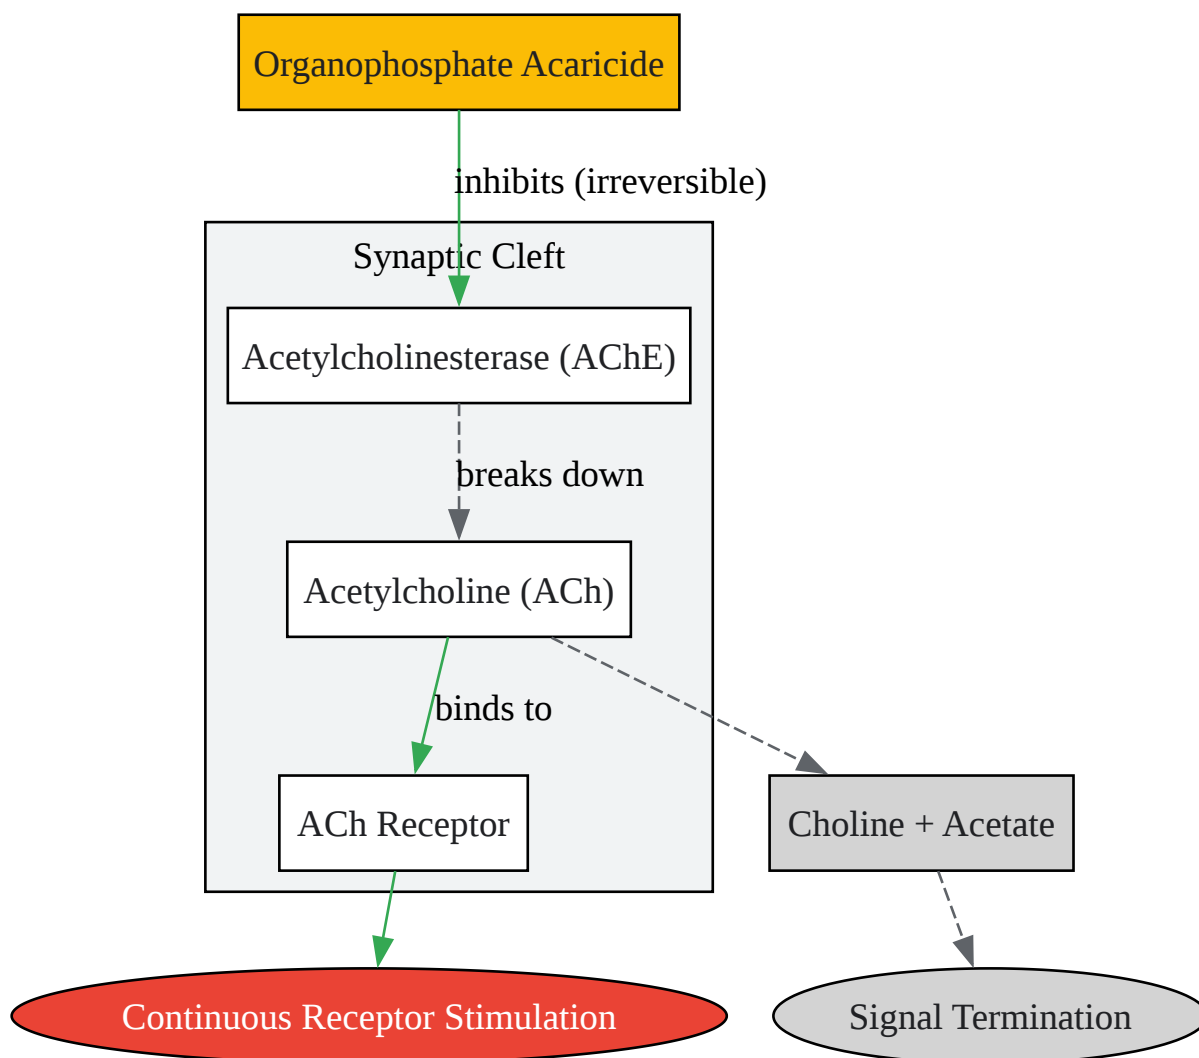 Organophosphate Acaricide
inhibits (irreversible)
Synaptic Cleft
Acetylcholinesterase (AChE)
breaks down
Acetylcholine (ACh)
binds to
ACh Receptor
Choline + Acetate
Continuous Receptor Stimulation
Signal Termination